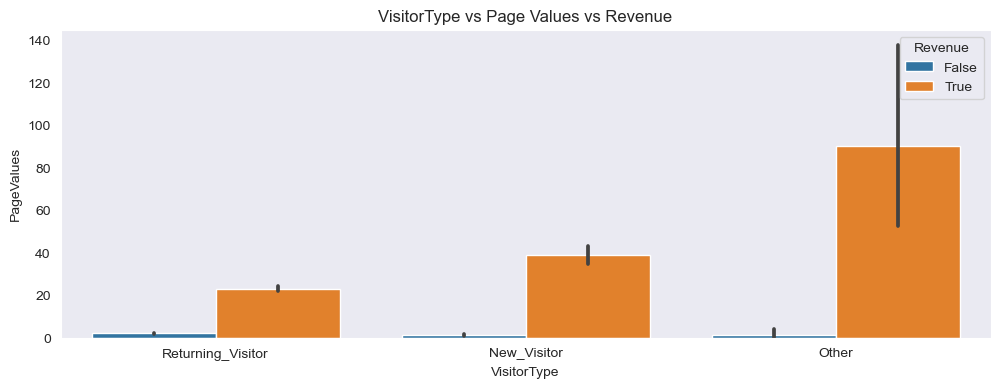 VisitorType vs Page Values vs Revenue
140
120
100
80
60
40
20
0
PageValues
Revenue
False
True
Returning_Visitor
New_Visitor
Other
VisitorType